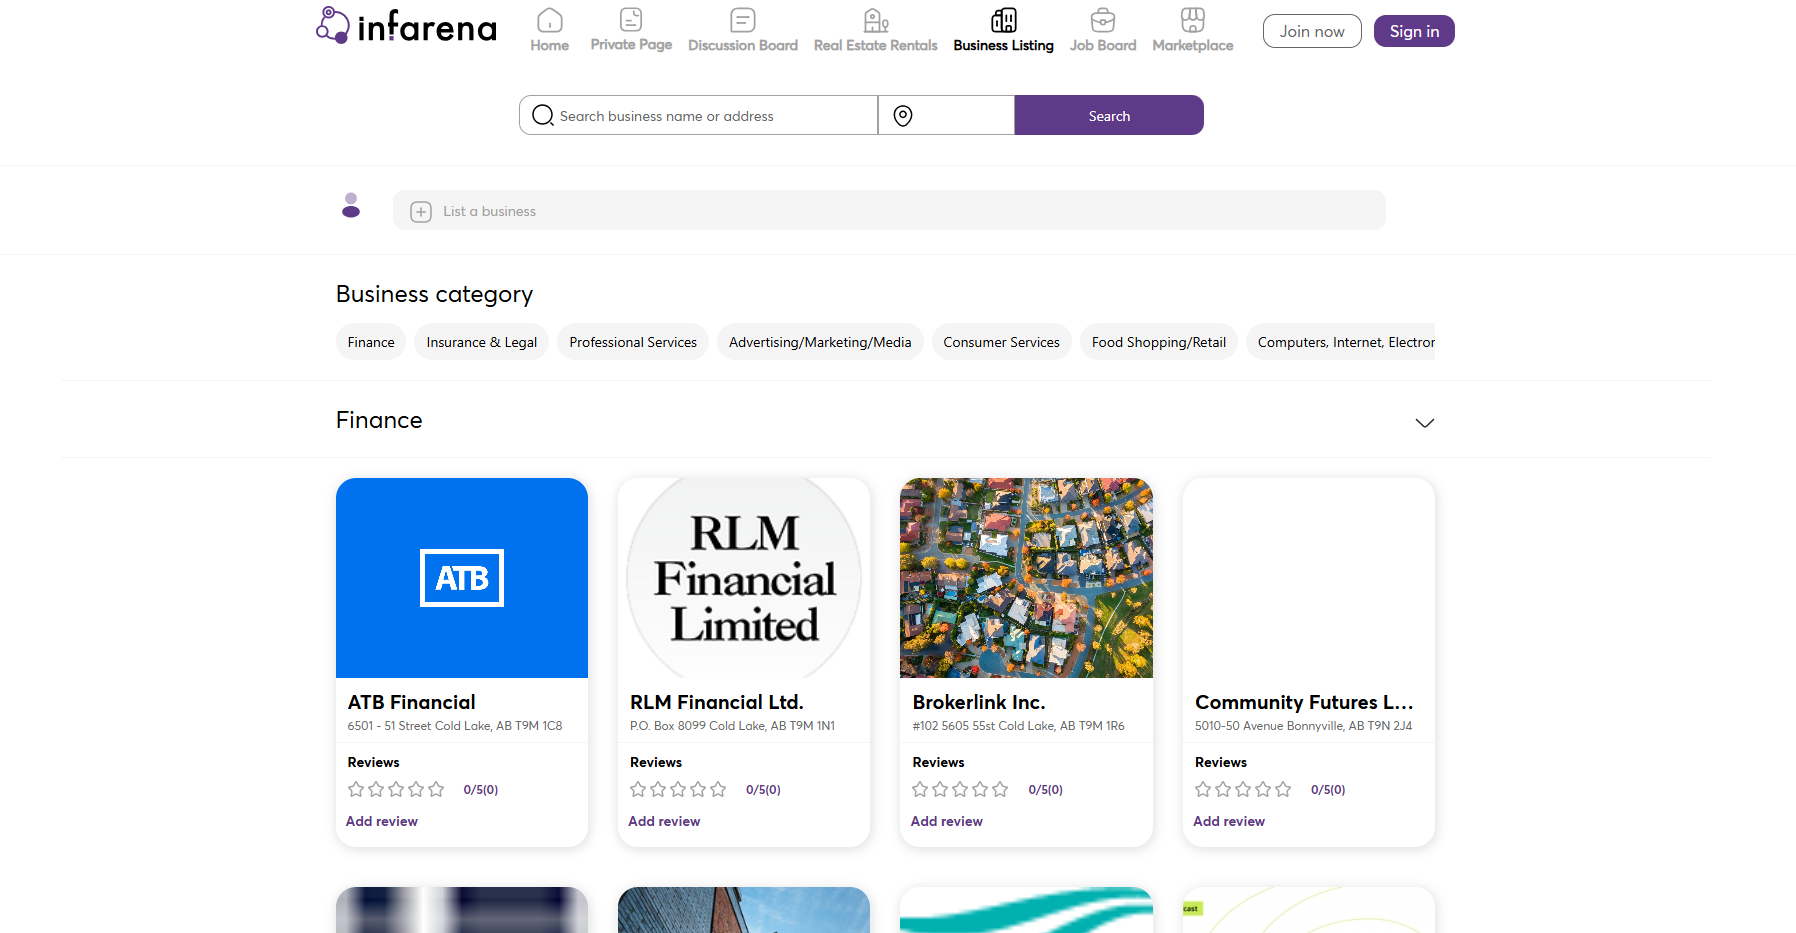 infarena
Home
Private Page
Discussion Board
Real Estate Rentals
Business Listing
Job Board
Marketplace
Join now
Sign in
Search business name or address
Search
List a business
Business category
Finance
Insurance & Legal
Professional Services
Advertising/Marketing/Media
Consumer Services
Food Shopping/Retail
Computers, Internet, Electror
Finance
ATB
RLM
Financial
Limited
ATB Financial
6501 - 51 Street Cold Lake, AB T9M 1C8
Reviews
0/5(0)
Add review
RLM Financial Ltd.
P.O. Box 8099 Cold Lake, AB T9M 1N1
Reviews
0/5(0)
Add review
Brokerlink Inc.
#102 5605 55st Cold Lake, AB T9M 1R6
Reviews
0/5(0)
Add review
Community Futures L...
5010-50 Avenue Bonnyville, AB T9N 2J4
Reviews
0/5(0)
Add review
cast